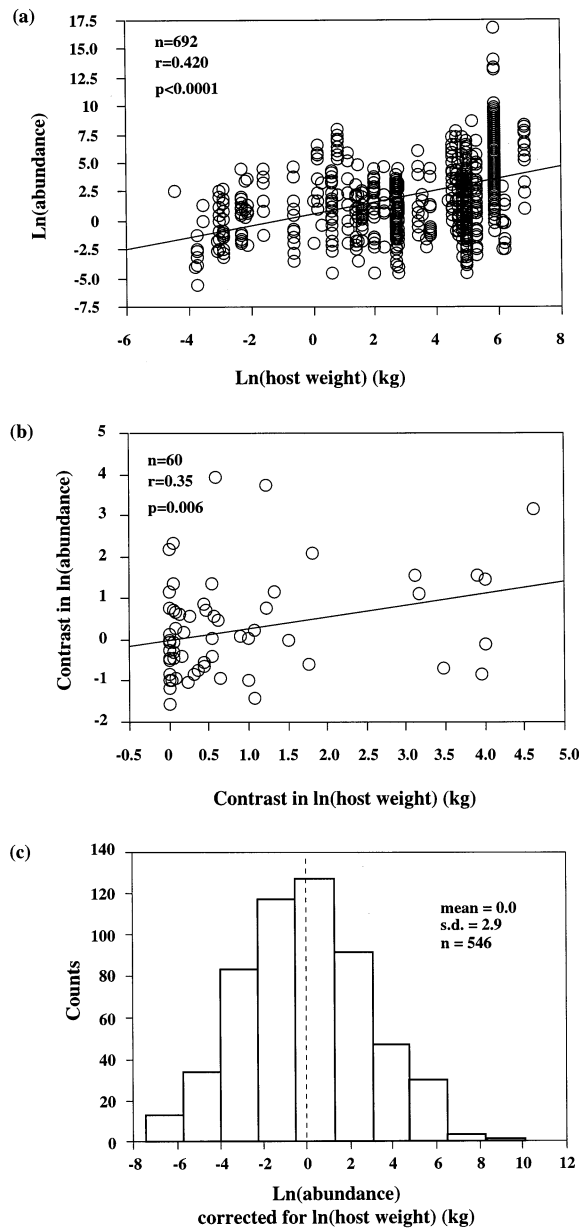 (a)
17.5
15
12.5
10
7.5
5.0
2.5
0
-2.5
-5.0
-7.5
Ln(abundance)
n=692
r=0.420
p<0.0001
-6 -4 -2 0 2 4 6 8
Ln(host weight) (kg)
(b)
5
4
3
2
1
0
-1
-2
Contrast in ln(abundance)
n=60
r=0.35
p=0.006
-0.5 0.0 0.5 1.0 1.5 2.0 2.5 3.0 3.5 4.0 4.5 5.0
Contrast in ln(host weight) (kg)
(c)
140
120
100
80
60
40
20
0
Counts
mean = 0.0
s.d. = 2.9
n = 546
-8 -6 -4 -2 0 2 4 6 8 10 12
Ln(abundance)
corrected for ln(host weight) (kg)